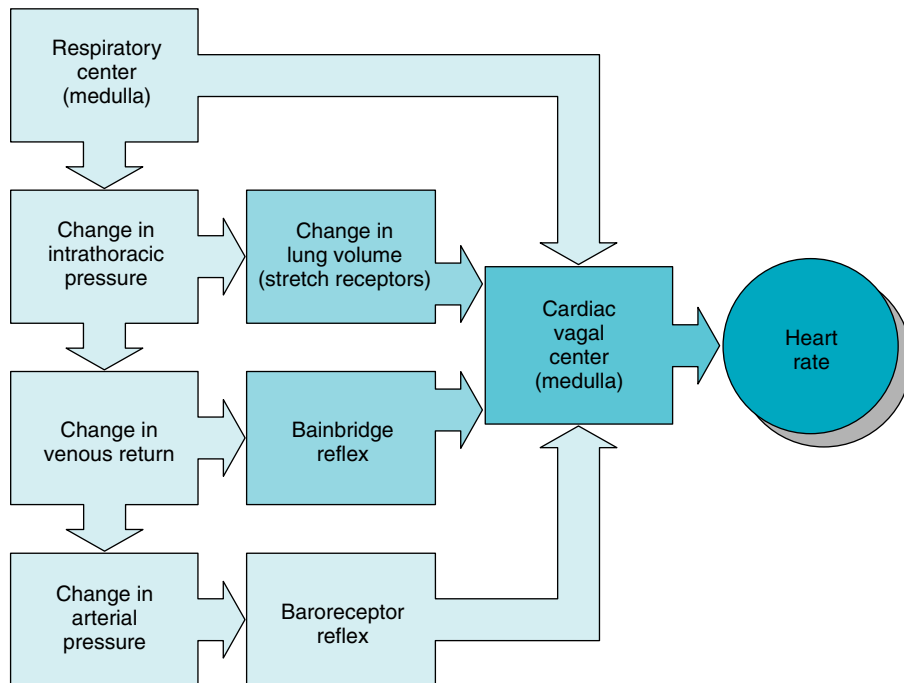 Respiratory
center
(medulla)
Change in
intrathoracic
pressure
Change in
lung volume
(stretch receptors)
Cardiac
vagal
center
(medulla)
Heart
rate
Change in
venous return
Bainbridge
reflex
Change in
arterial
pressure
Baroreceptor
reflex